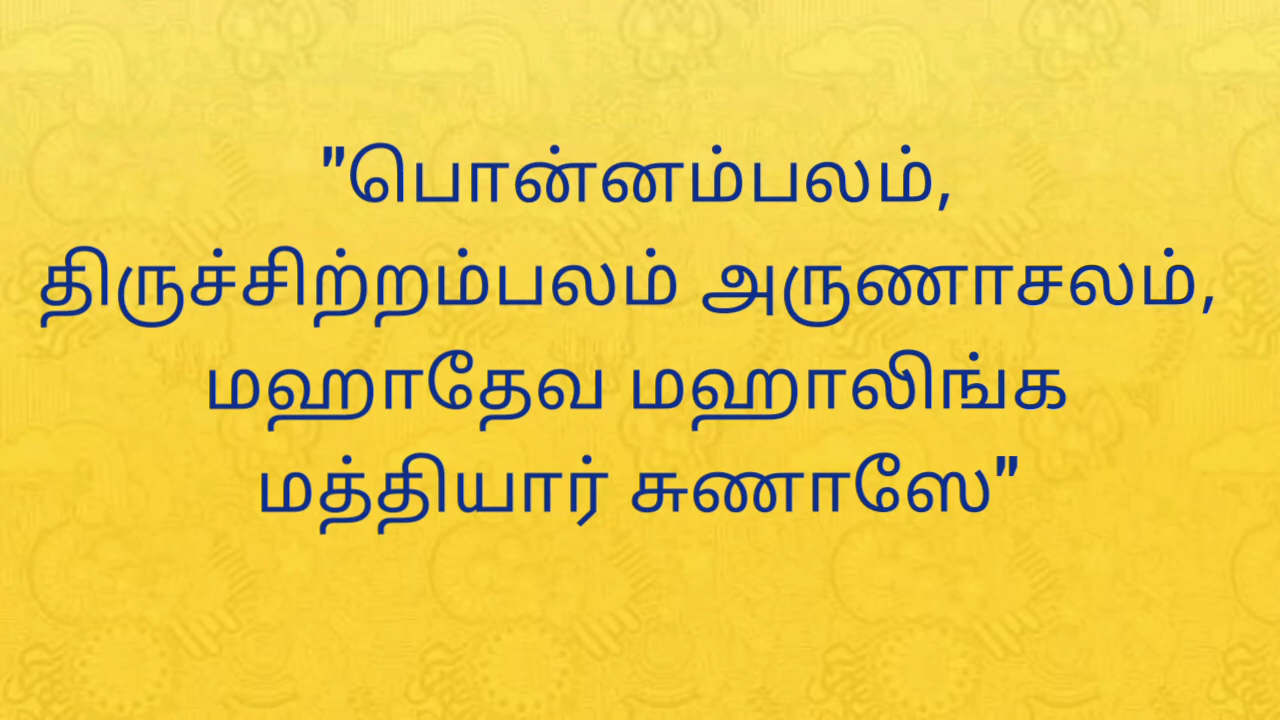 "பொன்னம்பலம்,
திருச்சிற்றம்பலம் அருணாசலம்,
மஹாதேவ மஹாலிங்க
மத்தியார் சுணாஸே"